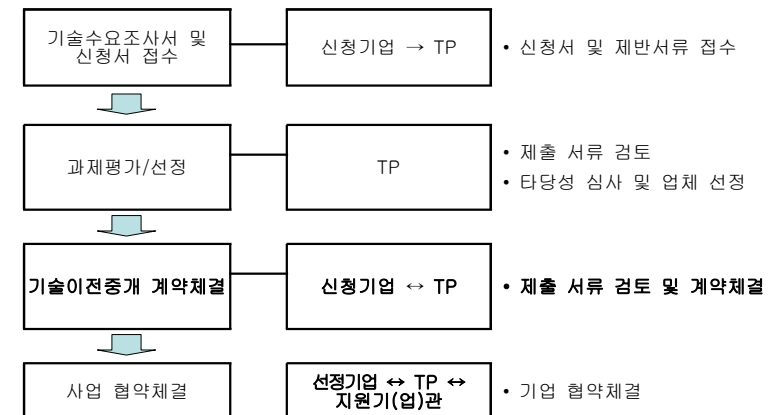 기술수요조사서 및
신청서 접수
신청기업 → TP
• 신청서 및 제반서류 접수
과제평가/선정
TP
• 제출 서류 검토
• 타당성 심사 및 업체 선정
기술이전중개 계약체결
신청기업 ↔ TP
• 제출 서류 검토 및 계약체결
사업 협약체결
선정기업 ↔ TP ↔
지원기(업)관
• 기업 협약체결